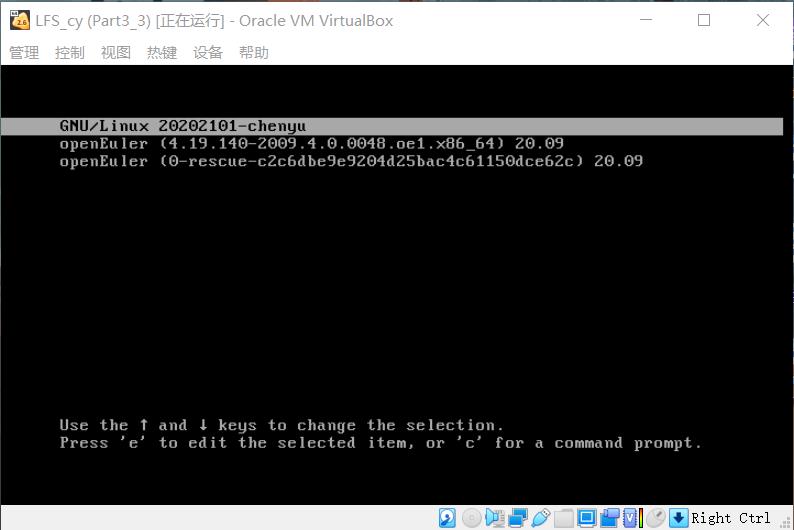 LFS_cy (Part3_3) [正在运行] - Oracle VM VirtualBox
管理 控制 视图 热键 设备 帮助
GNU/Linux 20202101-chenyu
openEuler (4.19.140-2009.4.0.0048.oe1.x86_64) 20.09
openEuler (0-rescue-c2c6dbe9e9204d25bac4c61150dce62c) 20.09
Use the ↑ and ↓ keys to change the selection.
Press 'e' to edit the selected item, or 'c' for a command prompt.
Right Ctrl